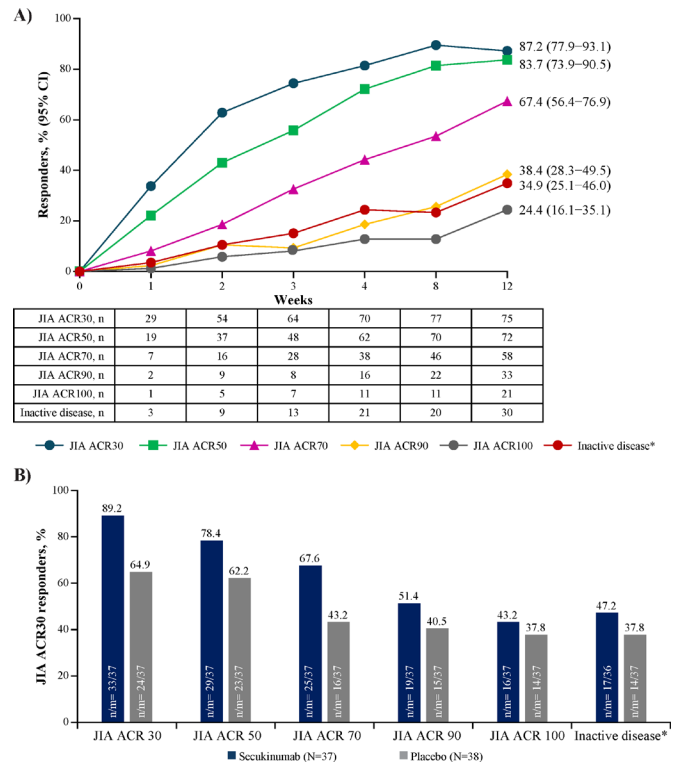 A)
Responders, % (95% CI)
120
100
80
60
40
20
0
87.2 (77.9−93.1)
83.7 (73.9−90.5)
67.4 (56.4−76.9)
38.4 (28.3−49.5)
34.9 (25.1−46.0)
24.4 (16.1−35.1)
0 1 2 3 4 8 12
Weeks
JIA ACR30, n 29 54 64 70 77 75
JIA ACR50, n 19 37 48 62 70 72
JIA ACR70, n 7 16 28 38 46 58
JIA ACR90, n 2 9 8 16 22 33
JIA ACR100, n 1 5 7 11 11 21
Inactive disease, n 3 9 13 21 20 30
JIA ACR30 JIA ACR50 JIA ACR70 JIA ACR90 JIA ACR100 Inactive disease*
B)
JIA ACR30 responders, %
100
80
60
40
20
0
89.2 64.9 78.4 62.2 67.6 43.2 51.4 40.5 43.2 37.8 47.2 37.8
n/m= 33/37 n/m= 24/37 n/m= 29/37 n/m= 23/37 n/m= 25/37 n/m= 16/37 n/m= 19/37 n/m= 15/37 n/m= 16/37 n/m= 14/37 n/m= 17/36 n/m= 14/37
JIA ACR 30 JIA ACR 50 JIA ACR 70 JIA ACR 90 JIA ACR 100 Inactive disease*
Secukinumab (N=37) Placebo (N=38)